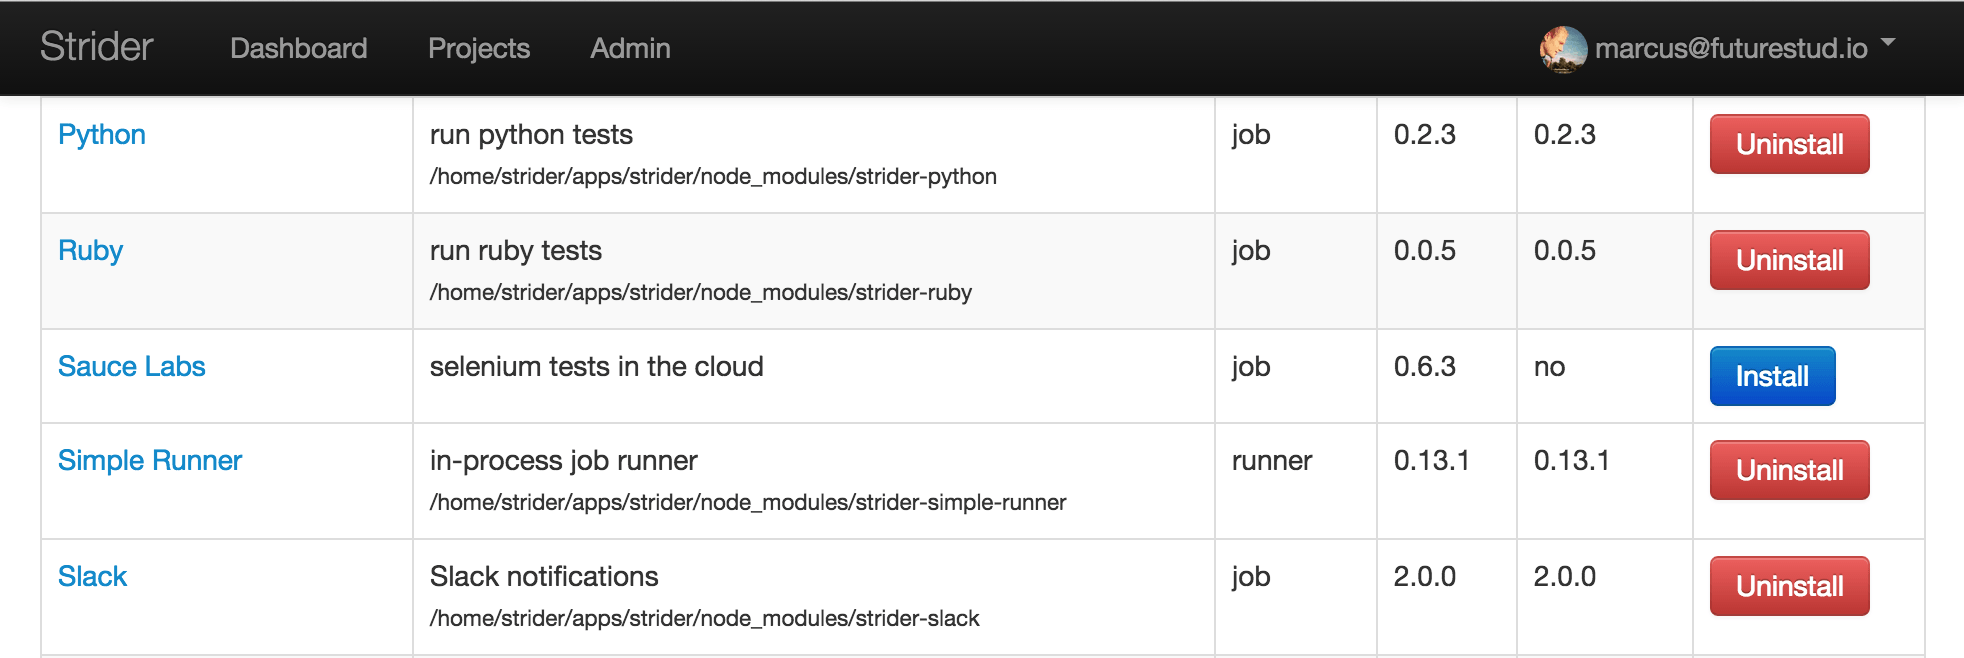 Strider Dashboard Projects Admin marcus@futurestud.io
Python run python tests job 0.2.3 0.2.3 Uninstall
/home/strider/apps/strider/node_modules/strider-python
Ruby run ruby tests job 0.0.5 0.0.5 Uninstall
/home/strider/apps/strider/node_modules/strider-ruby
Sauce Labs selenium tests in the cloud job 0.6.3 no Install
Simple Runner in-process job runner runner 0.13.1 0.13.1 Uninstall
/home/strider/apps/strider/node_modules/strider-simple-runner
Slack Slack notifications job 2.0.0 2.0.0 Uninstall
/home/strider/apps/strider/node_modules/strider-slack